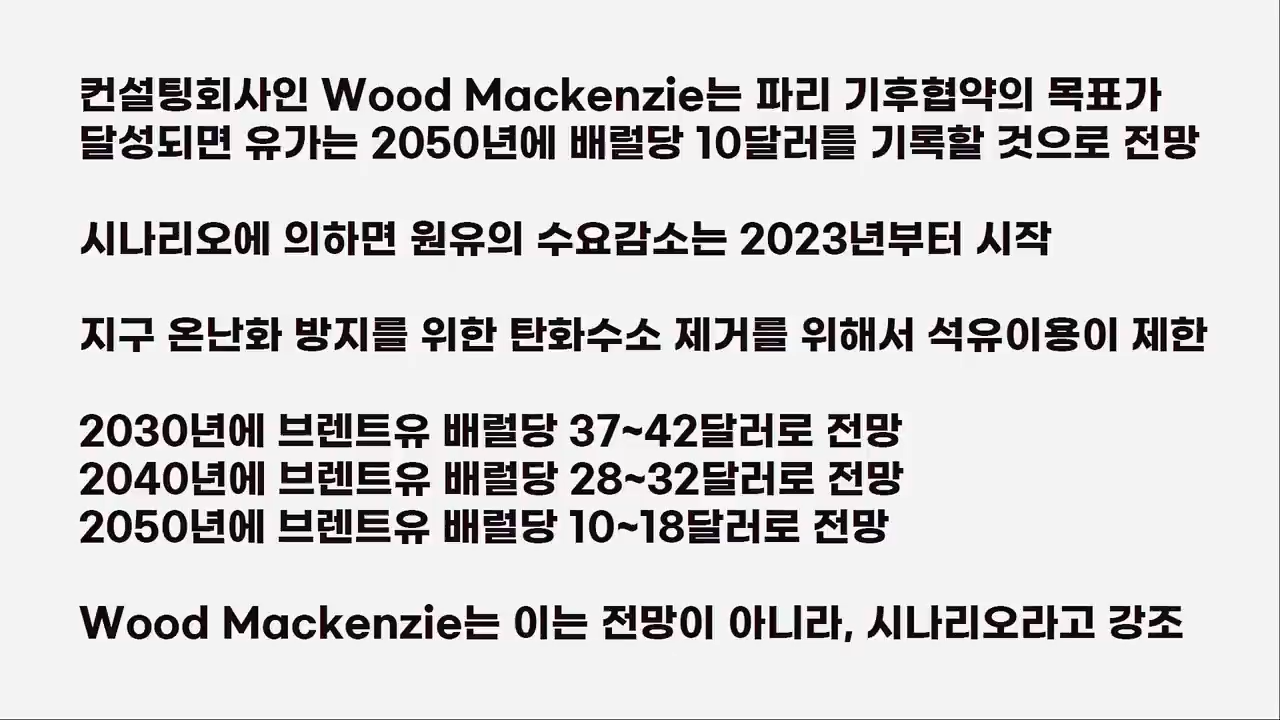 컨설팅회사인 Wood Mackenzie는 파리 기후협약의 목표가
달성되면 유가는 2050년에 배럴당 10달러를 기록할 것으로 전망
시나리오에 의하면 원유의 수요감소는 2023년부터 시작
지구 온난화 방지를 위한 탄화수소 제거를 위해서 석유이용이 제한
2030년에 브렌트유 배럴당 37~42달러로 전망
2040년에 브렌트유 배럴당 28~32달러로 전망
2050년에 브렌트유 배럴당 10~18달러로 전망
Wood Mackenzie는 이는 전망이 아니라, 시나리오라고 강조